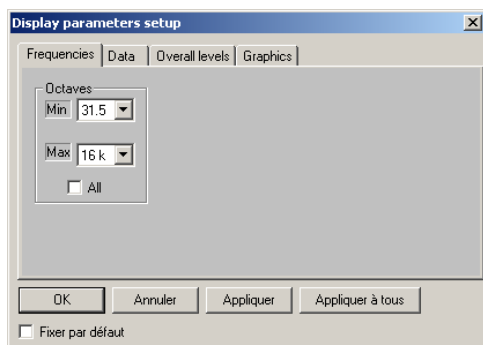 Display parameters setup
Frequencies Data Overall levels Graphics
Octaves
Min 31.5
Max 16 k
All
OK Annuler Appliquer Appliquer à tous
Fixer par défaut